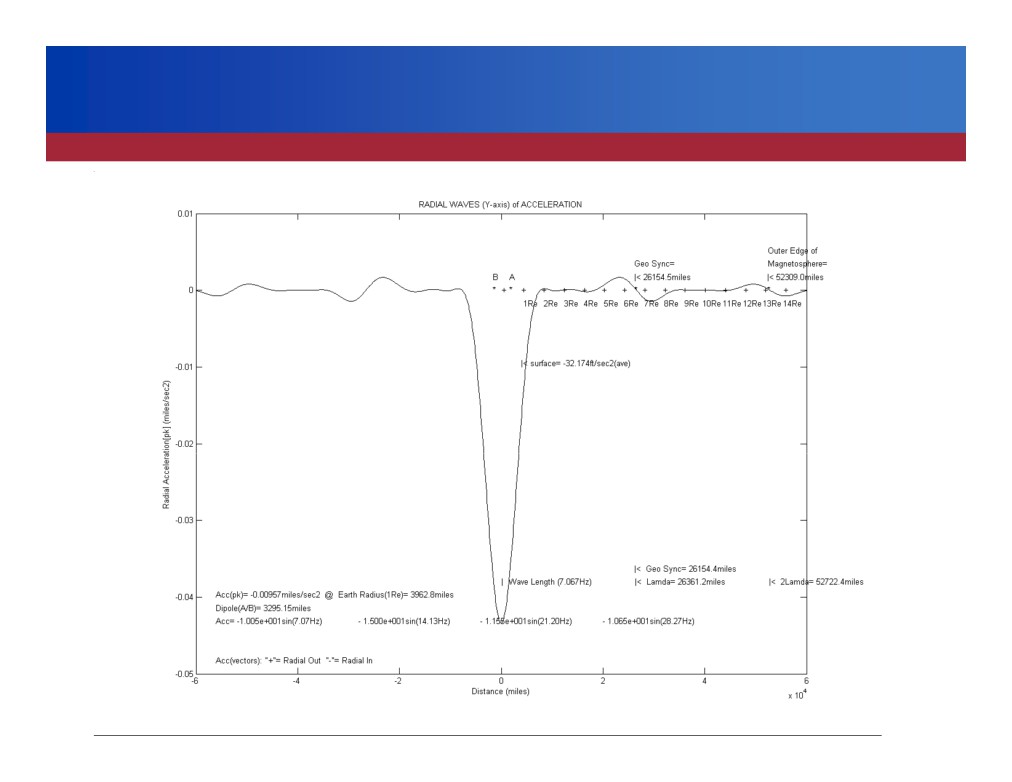 RADIAL WAVES (Y-axis) of ACCELERATION
0.01
0
-0.01
-0.02
-0.03
-0.04
-0.05
Radial Acceleration[pk] (miles/sec2)
Outer Edge of
Geo Sync= Magnetosphere=
B A |< 26154.5miles |< 52309.0miles
1Re 2Re 3Re 4Re 5Re 6Re 7Re 8Re 9Re 10Re 11Re 12Re 13Re 14Re
|< surface= -32.174ft/sec2(ave)
|< Geo Sync= 26154.4miles
| Wave Length (7.067Hz) |< Lamda= 26361.2miles |< 2Lamda= 52722.4miles
Acc(pk)= -0.00957miles/sec2 @ Earth Radius(1Re)= 3962.8miles
Dipole(A/B)= 3295.15miles
Acc= -1.005e+001sin(7.07Hz) - 1.500e+001sin(14.13Hz) - 1.158e+001sin(21.20Hz) - 1.065e+001sin(28.27Hz)
Acc(vectors): "+"= Radial Out "-"= Radial In
-6 -4 -2 0 2 4 6
Distance (miles)
x 10^4